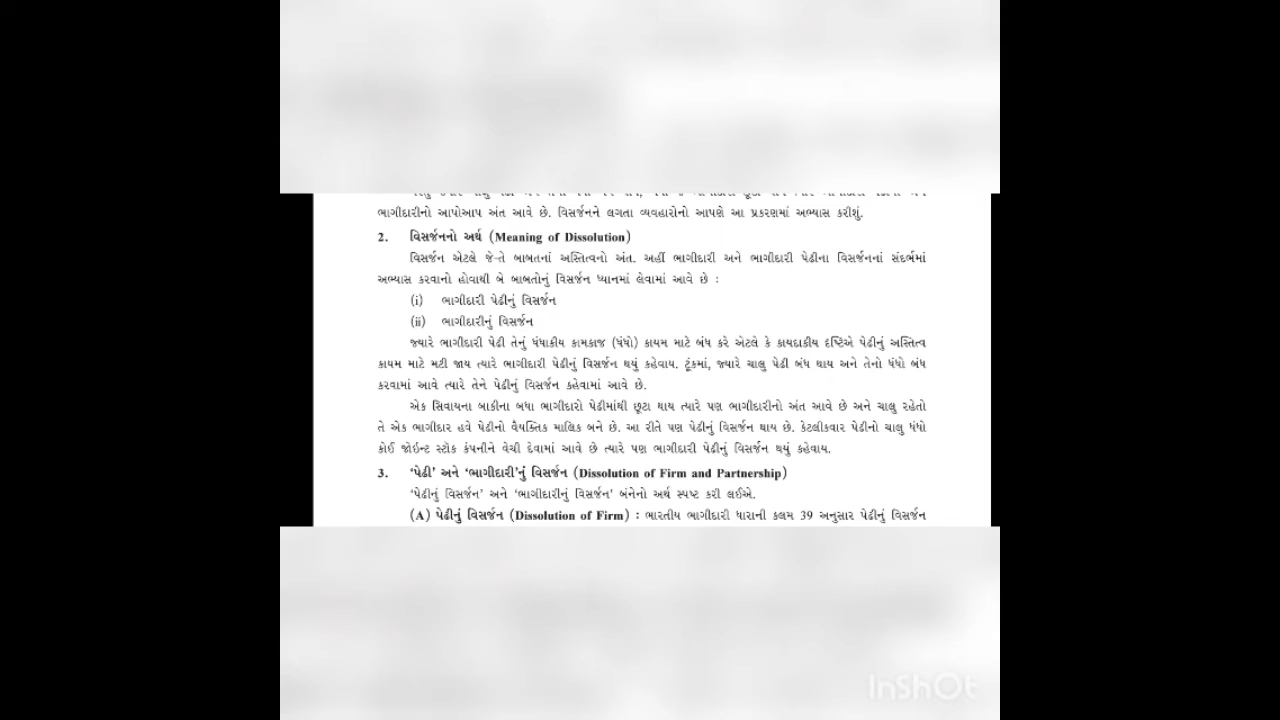 ભાગીદારીનો આપોઆપ અંત આવે છે. વિસર્જનને લગતા વ્યવહારોનો આપણે આ પ્રકરણમાં અભ્યાસ કરીશું.
2. વિસર્જનનો અર્થ (Meaning of Dissolution)
વિસર્જન એટલે જે-તે બાબતનાં અસ્તિત્વનો અંત. અહીં ભાગીદારી અને ભાગીદારી પેઢીના વિસર્જનનાં સંદર્ભમાં
અભ્યાસ કરવાનો હોવાથી બે બાબતોનું વિસર્જન ધ્યાનમાં લેવામાં આવે છે :
(i) ભાગીદારી પેઢીનું વિસર્જન
(ii) ભાગીદારીનું વિસર્જન
જ્યારે ભાગીદારી પેઢી તેનું ધંધાકીય કામકાજ (ધંધો) કાયમ માટે બંધ કરે એટલે કે કાયદાકીય દૃષ્ટિએ પેઢીનું અસ્તિત્વ
કાયમ માટે મટી જાય ત્યારે ભાગીદારી પેઢીનું વિસર્જન થયું કહેવાય. ટૂંકમાં, જ્યારે ચાલુ પેઢી બંધ થાય અને તેનો ધંધો બંધ
કરવામાં આવે ત્યારે તેને પેઢીનું વિસર્જન કહેવામાં આવે છે.
એક સિવાયના બાકીના બધા ભાગીદારો પેઢીમાંથી છૂટા થાય ત્યારે પણ ભાગીદારીનો અંત આવે છે અને ચાલુ રહેતો
તે એક ભાગીદાર હવે પેઢીનો વૈયક્તિક માલિક બને છે. આ રીતે પણ પેઢીનું વિસર્જન થાય છે. કેટલીકવાર પેઢીનો ચાલુ ધંધો
કોઈ જોઇન્ટ સ્ટૉક કંપનીને વેચી દેવામાં આવે છે ત્યારે પણ ભાગીદારી પેઢીનું વિસર્જન થયું કહેવાય.
3. ‘પેઢી’ અને ‘ભાગીદારી’નું વિસર્જન (Dissolution of Firm and Partnership)
‘પેઢીનું વિસર્જન’ અને ‘ભાગીદારીનું વિસર્જન’ બંનેનો અર્થ સ્પષ્ટ કરી લઈએ.
(A) પેઢીનું વિસર્જન (Dissolution of Firm) : ભારતીય ભાગીદારી ધારાની કલમ 39 અનુસાર પેઢીનું વિસર્જન
InShOt